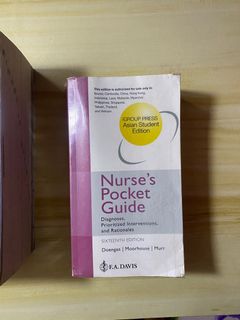 This edition is authorized for sale only in:
Brunei, Cambodia, China, Hong Kong,
Indonesia, Laos, Malaysia, Myanmar,
Philippines, Singapore,
Taiwan, Thailand,
and Vietnam
iGROUP PRESS
Asian Student
Edition
Nurse's
Pocket
Guide
Diagnoses,
Prioritized Interventions,
and Rationales
SIXTEENTH EDITION
Doenges | Moorhouse | Murr
F.A. DAVIS